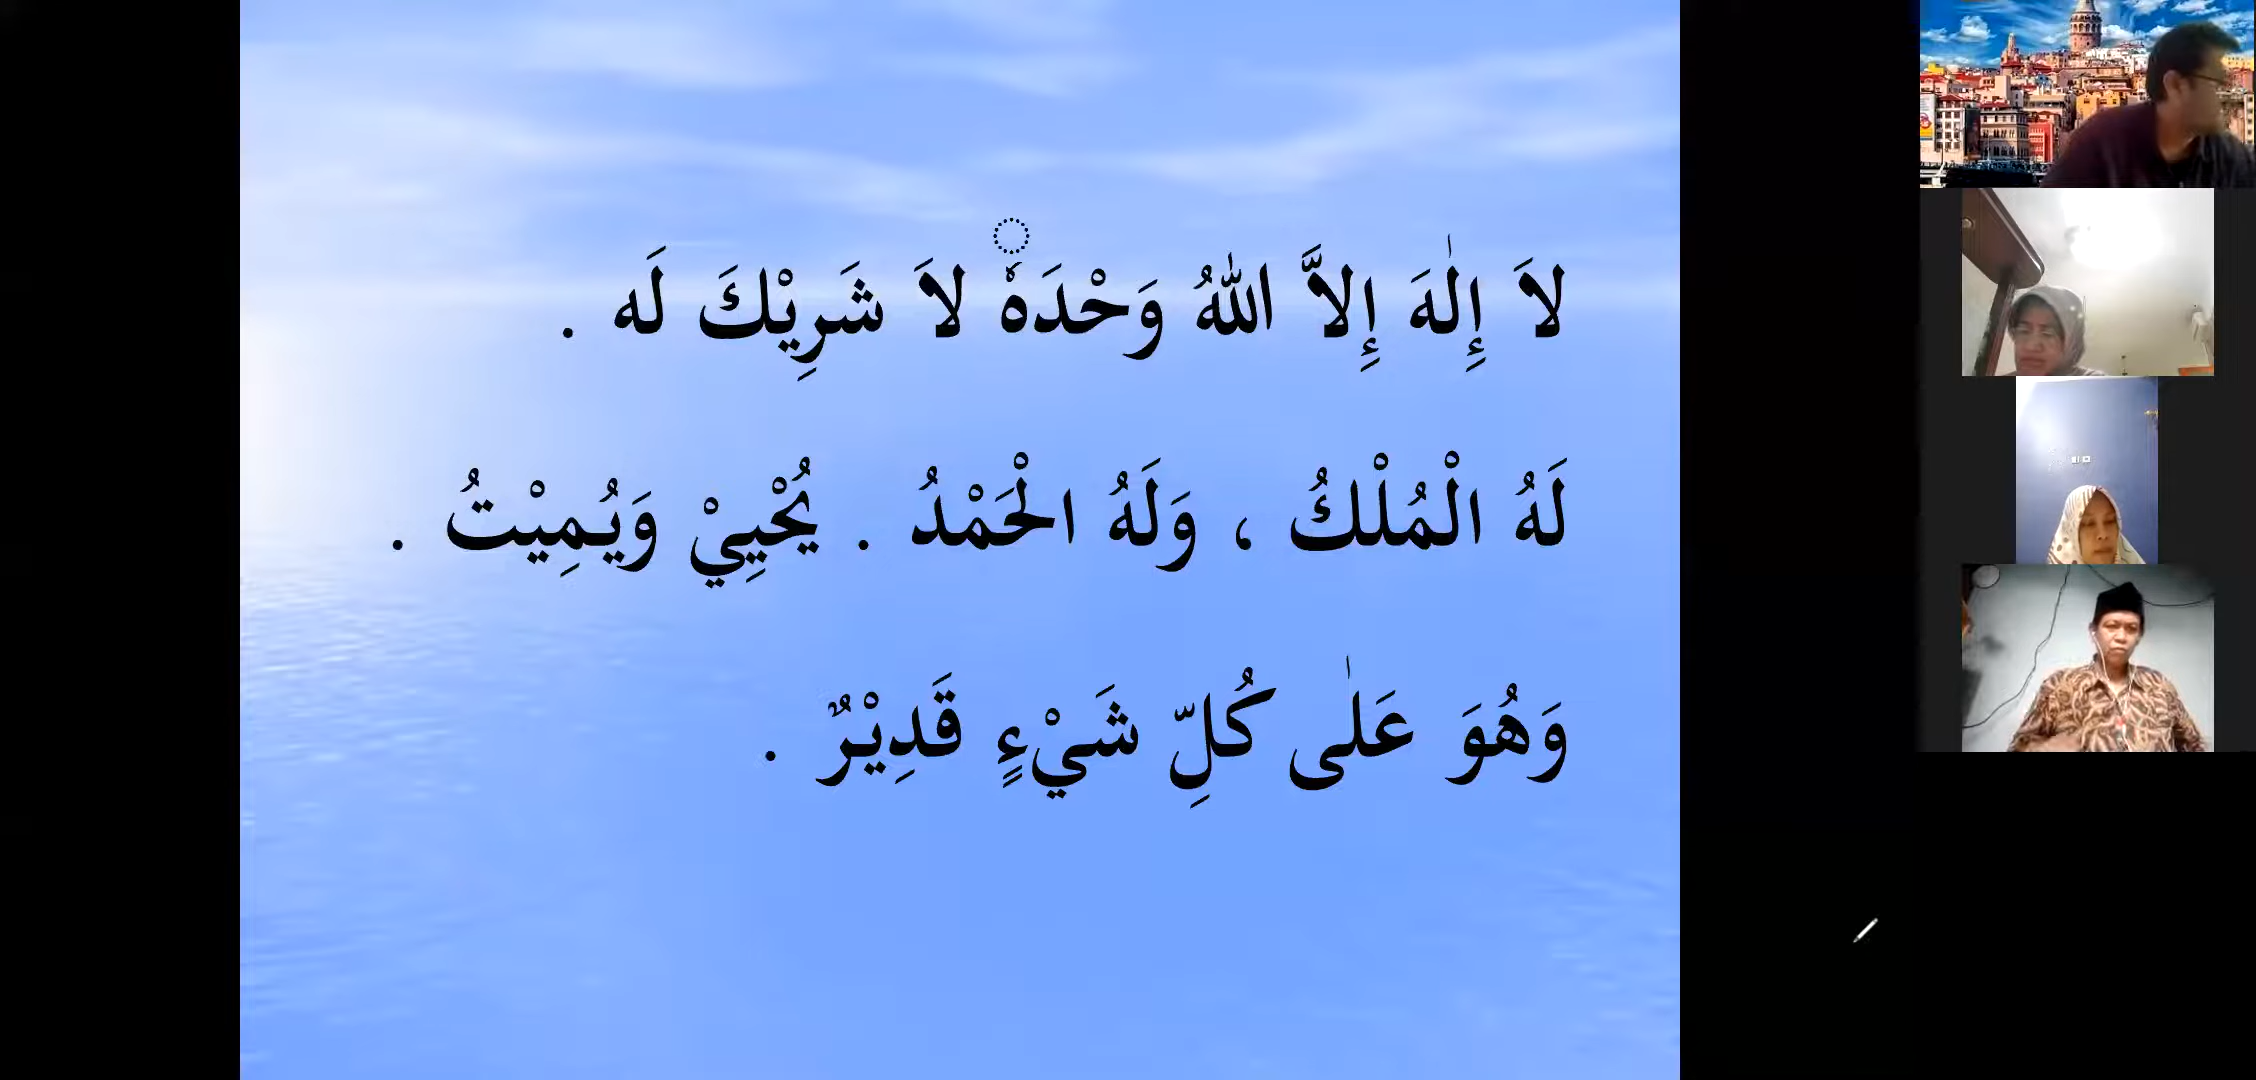 لاَ إِلٰهَ إِلاَّ اللهُ وَحْدَهٗ لاَ شَرِيْكَ لَه .
لَهُ الْمُلْكُ ، وَلَهُ الْحَمْدُ . يُحْيِيْ وَيُمِيْتُ .
وَهُوَ عَلٰى كُلِّ شَيْءٍ قَدِيْرٌ .